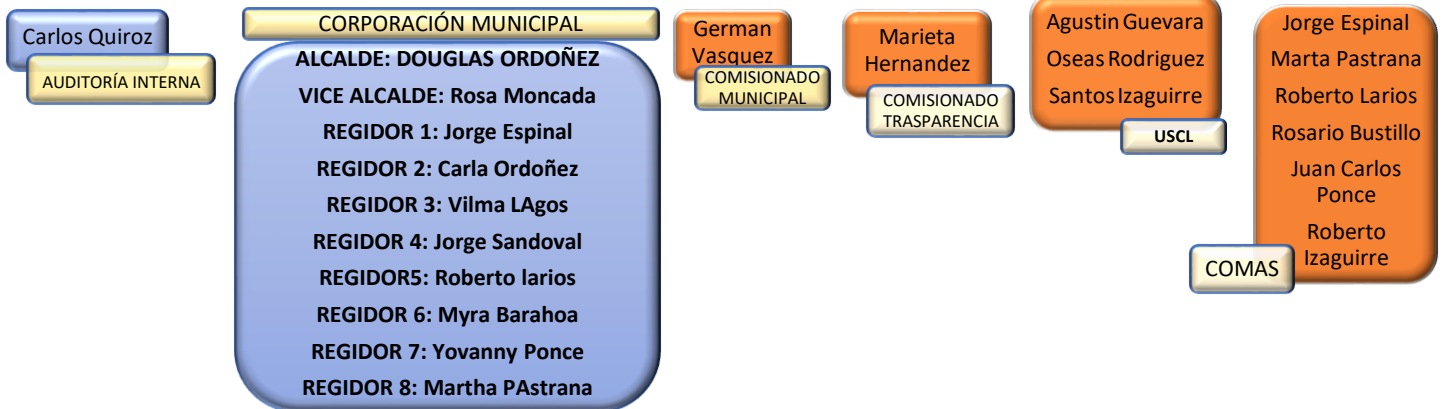 Carlos Quiroz
AUDITORÍA INTERNA
CORPORACIÓN MUNICIPAL
ALCALDE: DOUGLAS ORDOÑEZ
VICE ALCALDE: Rosa Moncada
REGIDOR 1: Jorge Espinal
REGIDOR 2: Carla Ordoñez
REGIDOR 3: Vilma LAgos
REGIDOR 4: Jorge Sandoval
REGIDOR5: Roberto larios
REGIDOR 6: Myra Barahoa
REGIDOR 7: Yovanny Ponce
REGIDOR 8: Martha PAstrana
German
Vasquez
COMISIONADO
MUNICIPAL
Marieta
Hernandez
COMISIONADO
TRASPARENCIA
Agustin Guevara
Oseas Rodriguez
Santos Izaguirre
USCL
Jorge Espinal
Marta Pastrana
Roberto Larios
Rosario Bustillo
Juan Carlos
Ponce
Roberto
Izaguirre
COMAS